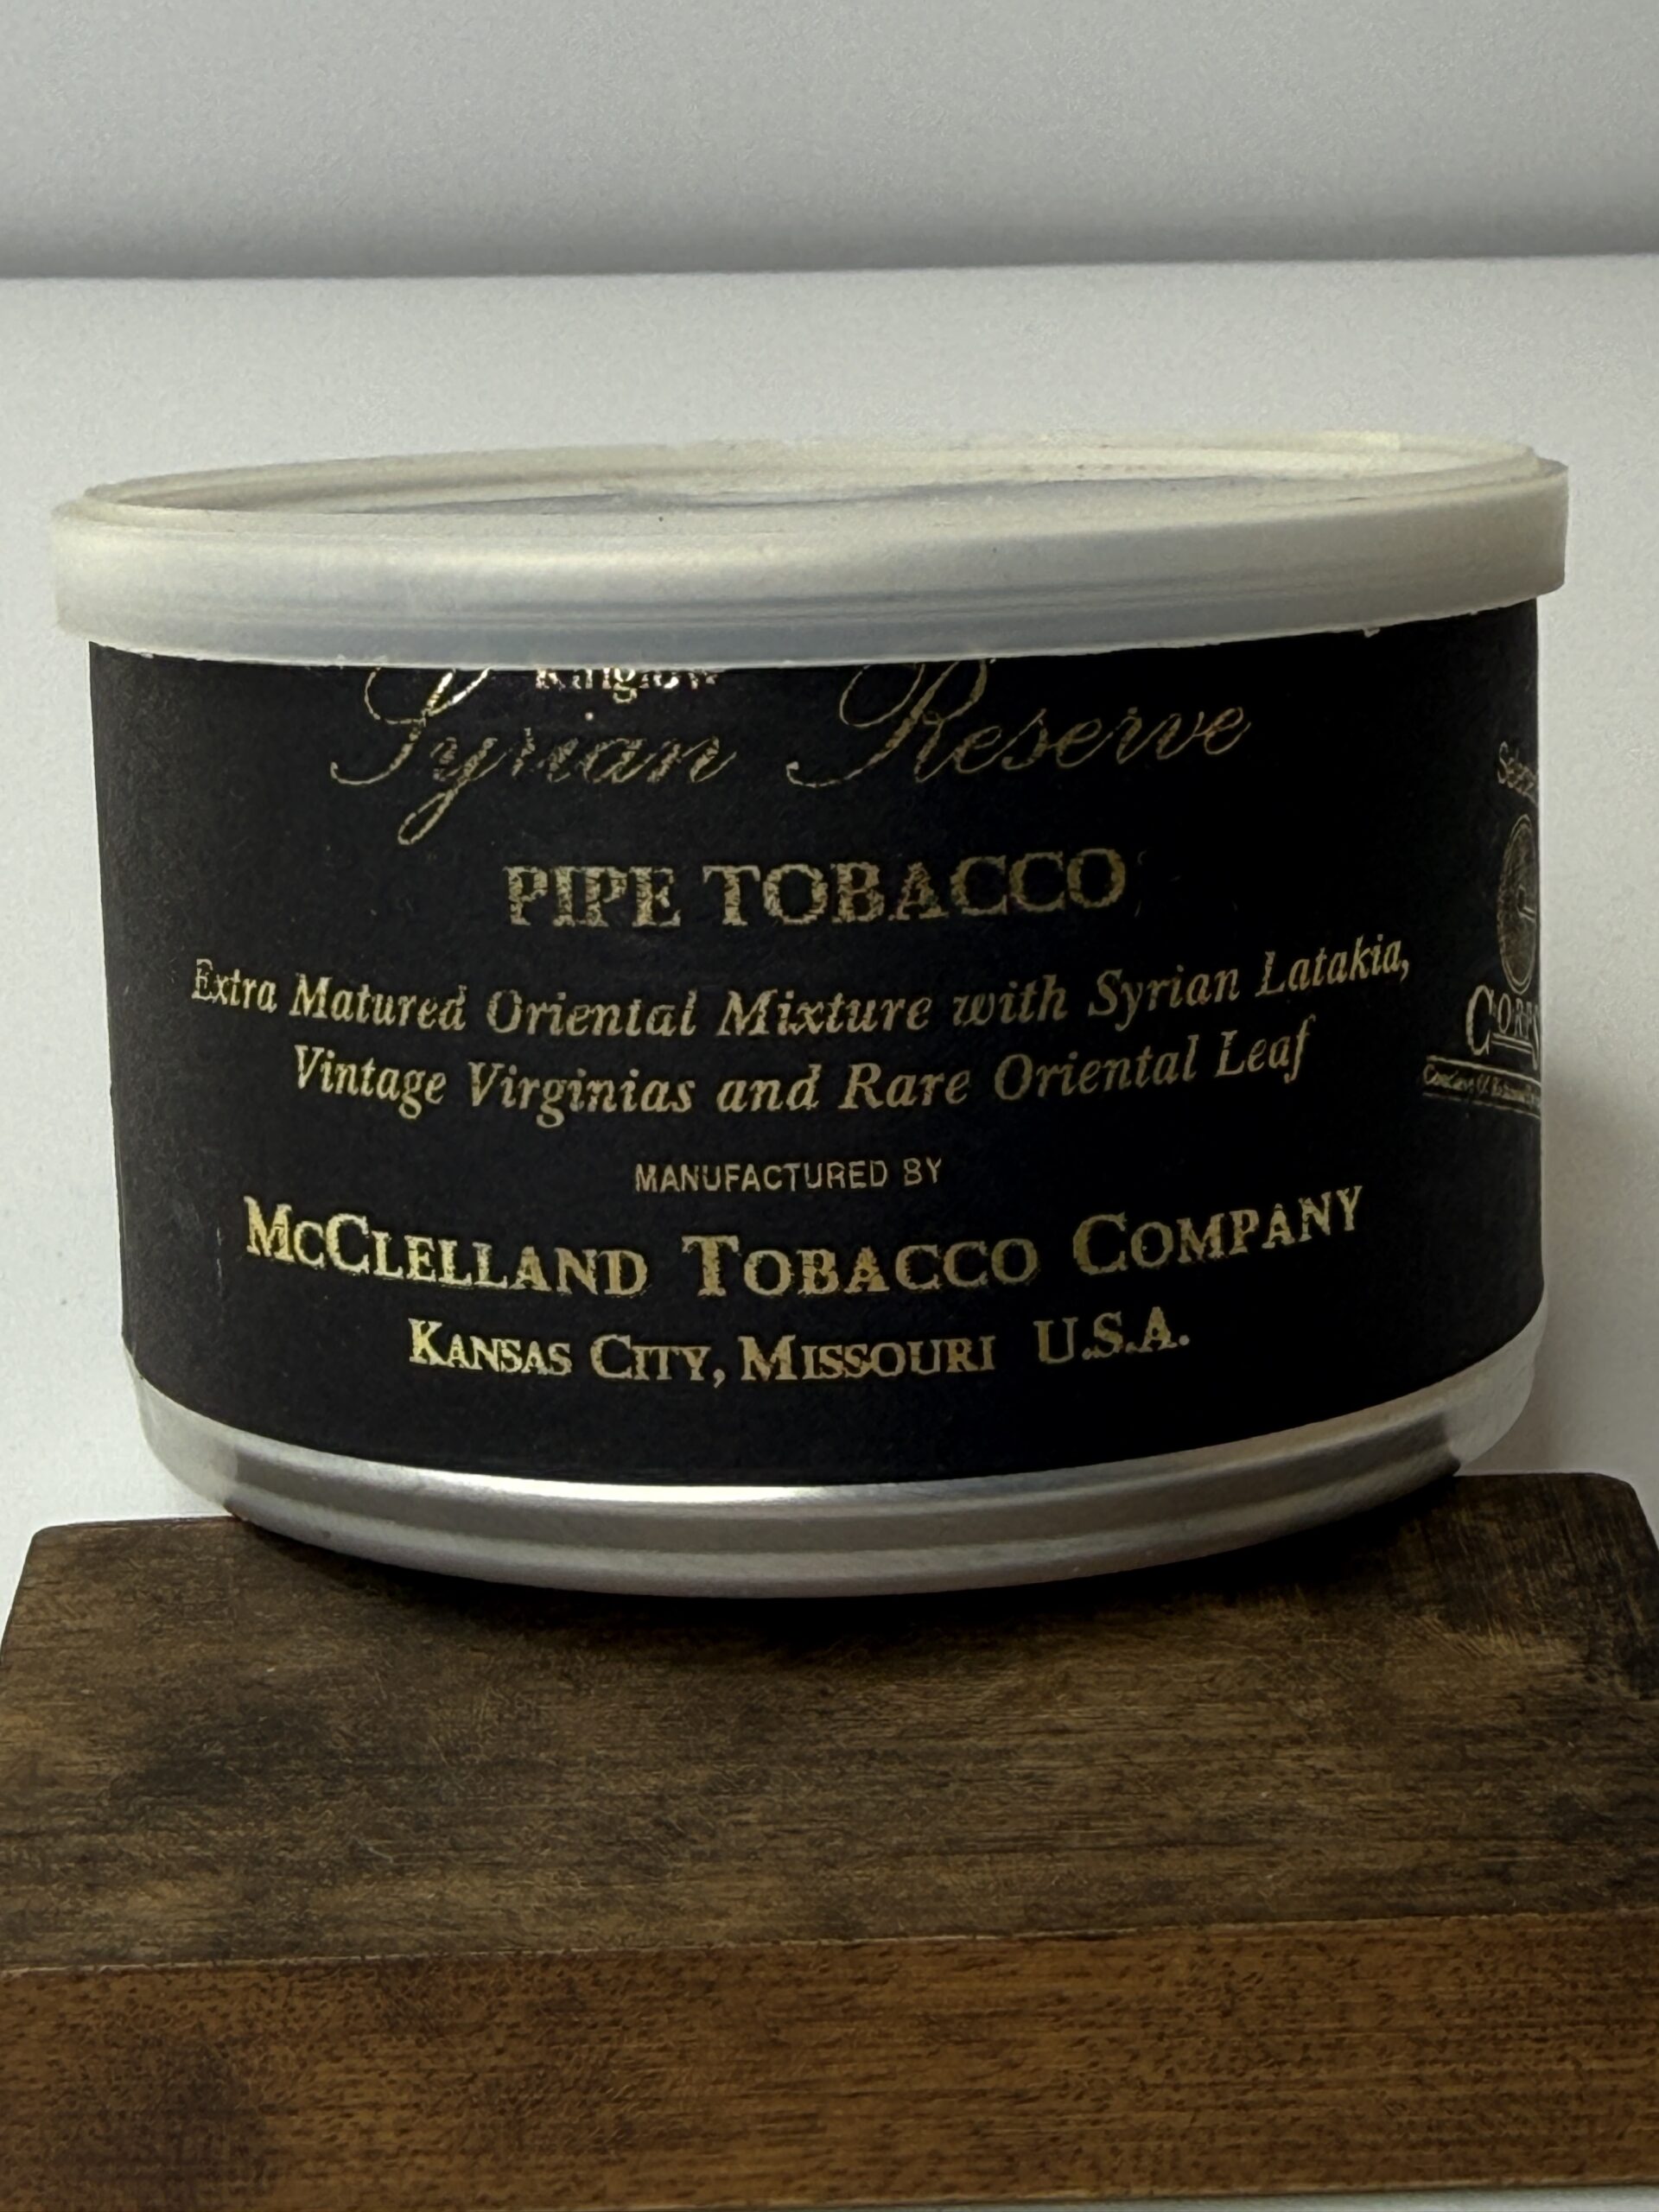 Syrian Reserve
PIPE TOBACCO
Extra Matured Oriental Mixture with Syrian Latakia,
Vintage Virginias and Rare Oriental Leaf
MANUFACTURED BY
MCCLELLAND TOBACCO COMPANY
KANSAS CITY, MISSOURI U.S.A.